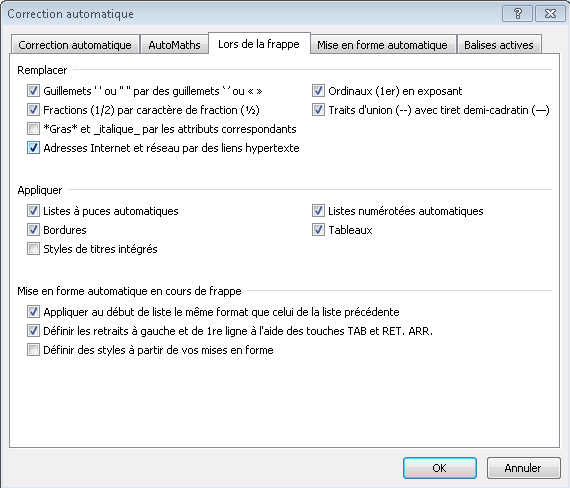 Correction automatique
Correction automatique AutoMaths Lors de la frappe Mise en forme automatique Balises actives
Remplacer
Guillemets ' ' ou " " par des guillemets ‘ ’ ou « » Ordinaux (1er) en exposant
Fractions (1/2) par caractère de fraction (½) Traits d'union (--) avec tiret demi-cadratin (—)
*Gras* et _italique_ par les attributs correspondants
Adresses Internet et réseau par des liens hypertexte
Appliquer
Listes à puces automatiques Listes numérotées automatiques
Bordures Tableaux
Styles de titres intégrés
Mise en forme automatique en cours de frappe
Appliquer au début de liste le même format que celui de la liste précédente
Définir les retraits à gauche et de 1re ligne à l'aide des touches TAB et RET. ARR.
Définir des styles à partir de vos mises en forme
OK Annuler